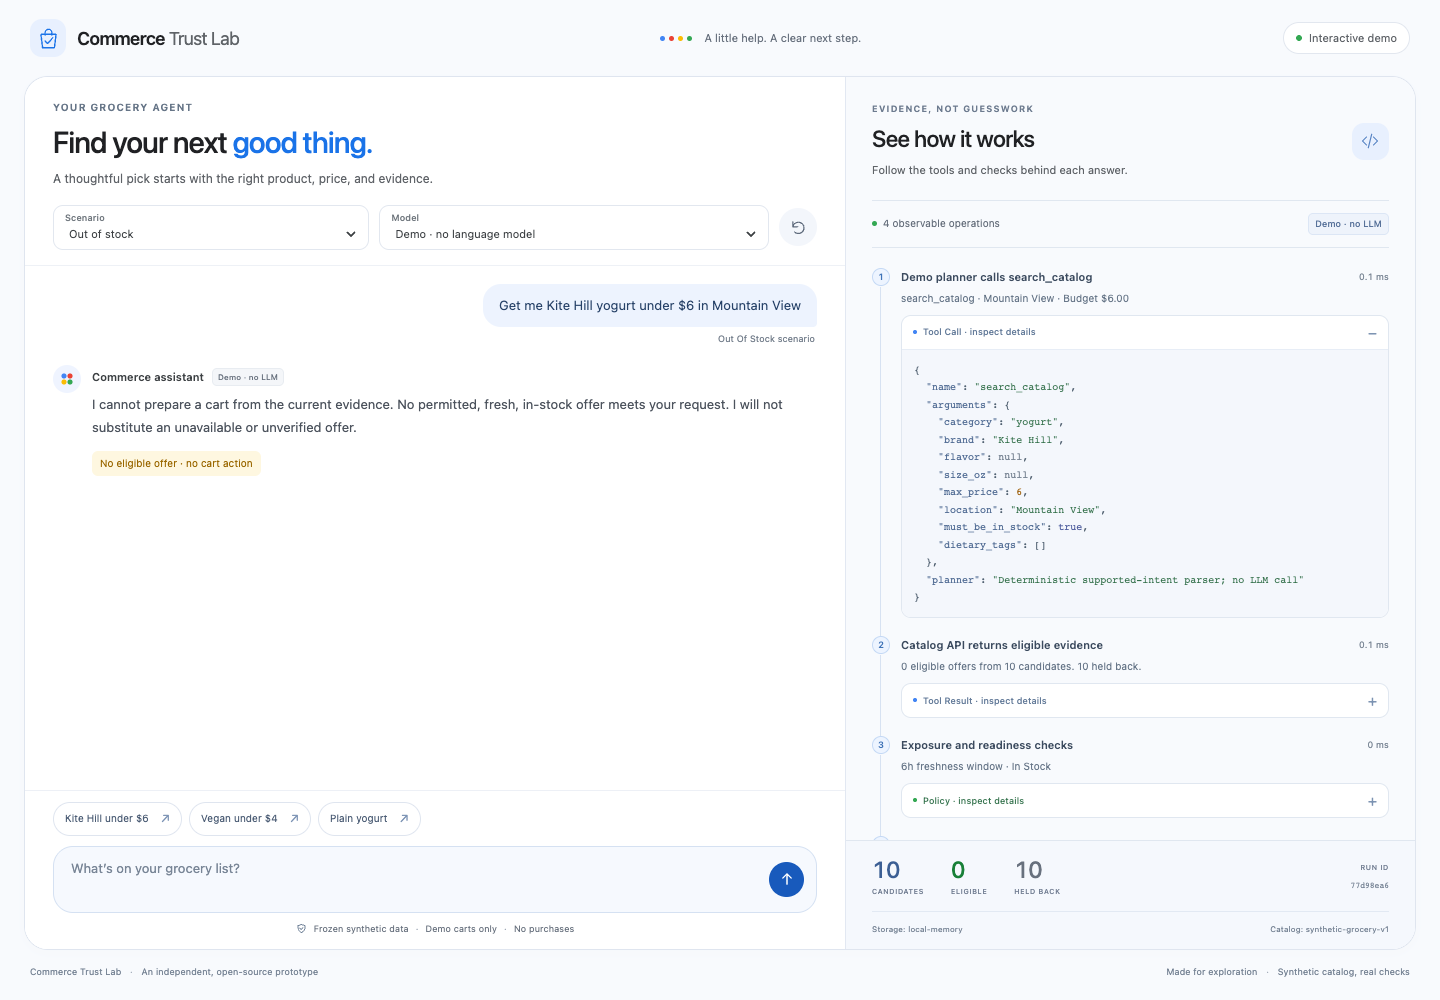 Commerce Trust Lab
A little help. A clear next step.
Interactive demo
YOUR GROCERY AGENT
Find your next good thing.
A thoughtful pick starts with the right product, price, and evidence.
Scenario
Out of stock
Model
Demo · no language model
Get me Kite Hill yogurt under $6 in Mountain View
Out Of Stock scenario
Commerce assistant
Demo · no LLM
I cannot prepare a cart from the current evidence. No permitted, fresh, in-stock offer meets your request. I will not
substitute an unavailable or unverified offer.
No eligible offer · no cart action
Kite Hill under $6
Vegan under $4
Plain yogurt
What's on your grocery list?
Frozen synthetic data · Demo carts only · No purchases
EVIDENCE, NOT GUESSWORK
See how it works
Follow the tools and checks behind each answer.
4 observable operations
Demo · no LLM
1
Demo planner calls search_catalog
0.1 ms
search_catalog · Mountain View · Budget $6.00
Tool Call · inspect details
{
"name": "search_catalog",
"arguments": {
"category": "yogurt",
"brand": "Kite Hill",
"flavor": null,
"size_oz": null,
"max_price": 6,
"location": "Mountain View",
"must_be_in_stock": true,
"dietary_tags": []
},
"planner": "Deterministic supported-intent parser; no LLM call"
}
2
Catalog API returns eligible evidence
0.1 ms
0 eligible offers from 10 candidates. 10 held back.
Tool Result · inspect details
3
Exposure and readiness checks
0 ms
6h freshness window · In Stock
Policy · inspect details
10
CANDIDATES
0
ELIGIBLE
10
HELD BACK
RUN ID
77d98ea6
Storage: local-memory
Catalog: synthetic-grocery-v1
Commerce Trust Lab · An independent, open-source prototype
Made for exploration · Synthetic catalog, real checks